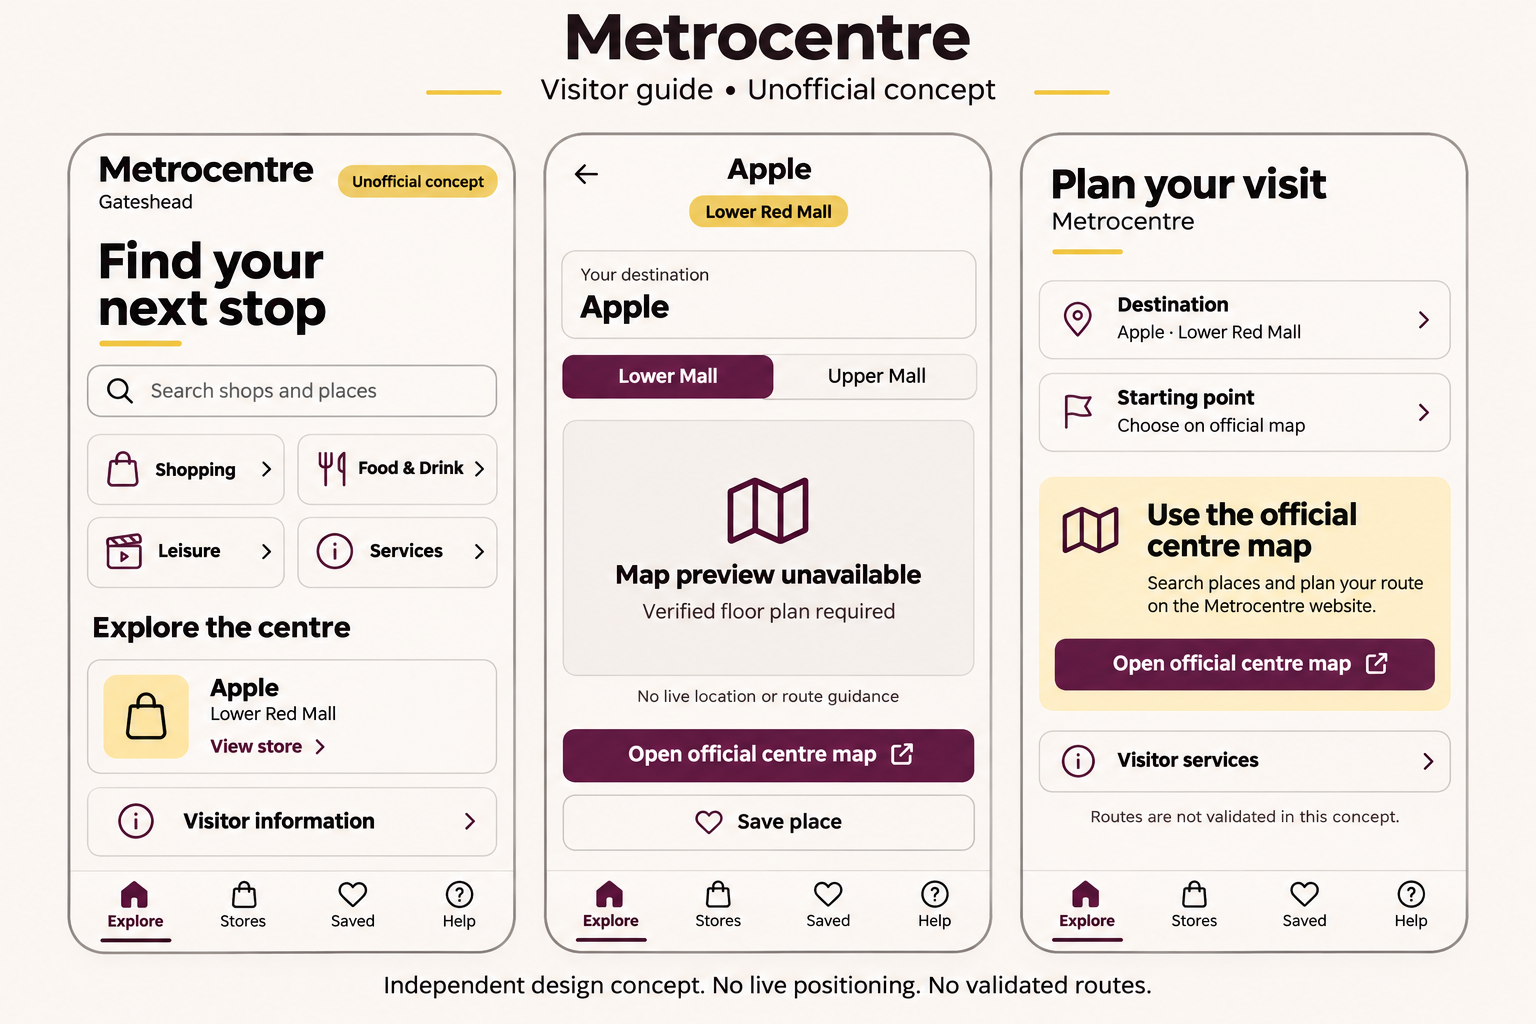 Metrocentre
Visitor guide • Unofficial concept
Metrocentre
Gateshead
Unofficial concept
Find your
next stop
Search shops and places
Shopping
Food & Drink
Leisure
Services
Explore the centre
Apple
Lower Red Mall
View store
Visitor information
Explore
Stores
Saved
Help
Apple
Lower Red Mall
Your destination
Apple
Lower Mall
Upper Mall
Map preview unavailable
Verified floor plan required
No live location or route guidance
Open official centre map
Save place
Explore
Stores
Saved
Help
Plan your visit
Metrocentre
Destination
Apple · Lower Red Mall
Starting point
Choose on official map
Use the official
centre map
Search places and plan your route
on the Metrocentre website.
Open official centre map
Visitor services
Routes are not validated in this concept.
Explore
Stores
Saved
Help
Independent design concept. No live positioning. No validated routes.